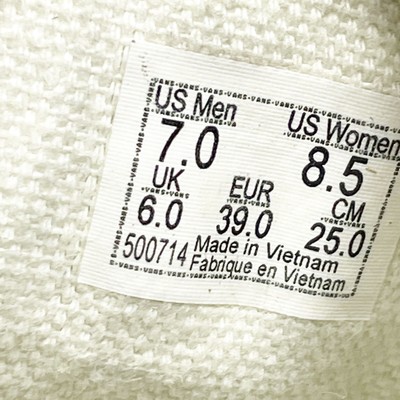 US Men US Women
7.0 8.5
UK EUR CM
6.0 39.0 25.0
500714 Made in Vietnam
Fabrique en Vietnam